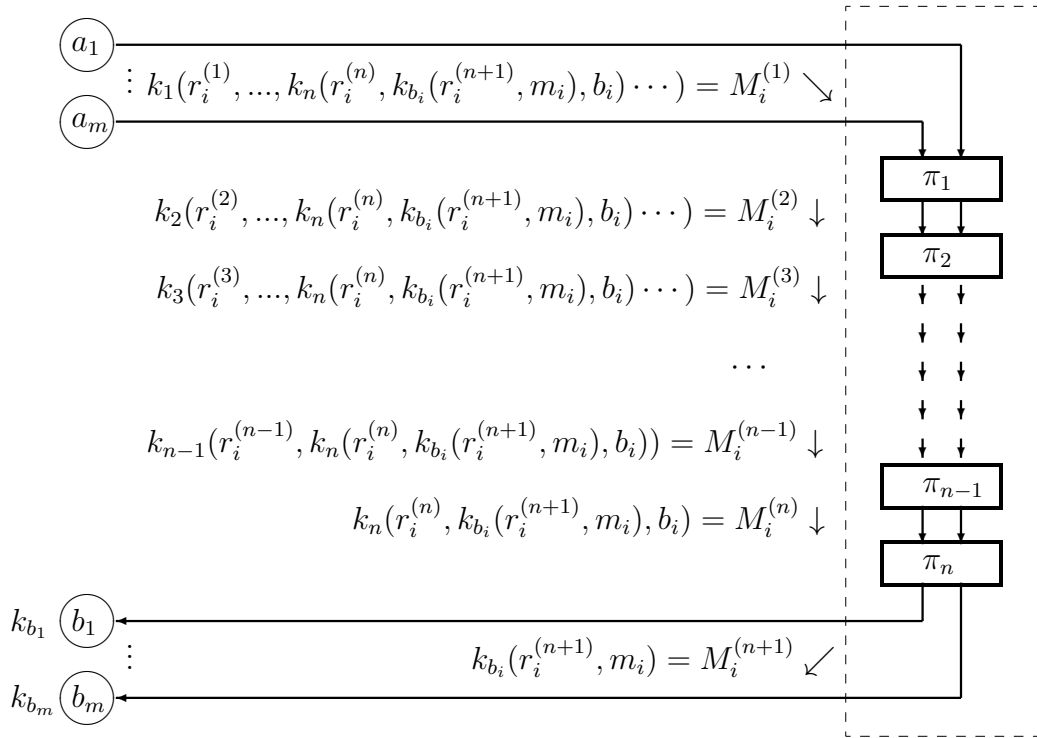 a_1
⋮ k_1(r_i^{(1)}, ..., k_n(r_i^{(n)}, k_{b_i}(r_i^{(n+1)}, m_i), b_i) ⋯) = M_i^{(1)} ↘
a_m
π_1
k_2(r_i^{(2)}, ..., k_n(r_i^{(n)}, k_{b_i}(r_i^{(n+1)}, m_i), b_i) ⋯) = M_i^{(2)} ↓
π_2
k_3(r_i^{(3)}, ..., k_n(r_i^{(n)}, k_{b_i}(r_i^{(n+1)}, m_i), b_i) ⋯) = M_i^{(3)} ↓
⋯
k_{n-1}(r_i^{(n-1)}, k_n(r_i^{(n)}, k_{b_i}(r_i^{(n+1)}, m_i), b_i)) = M_i^{(n-1)} ↓
π_{n-1}
k_n(r_i^{(n)}, k_{b_i}(r_i^{(n+1)}, m_i), b_i) = M_i^{(n)} ↓
π_n
k_{b_1} b_1
⋮ k_{b_i}(r_i^{(n+1)}, m_i) = M_i^{(n+1)} ↙
k_{b_m} b_m